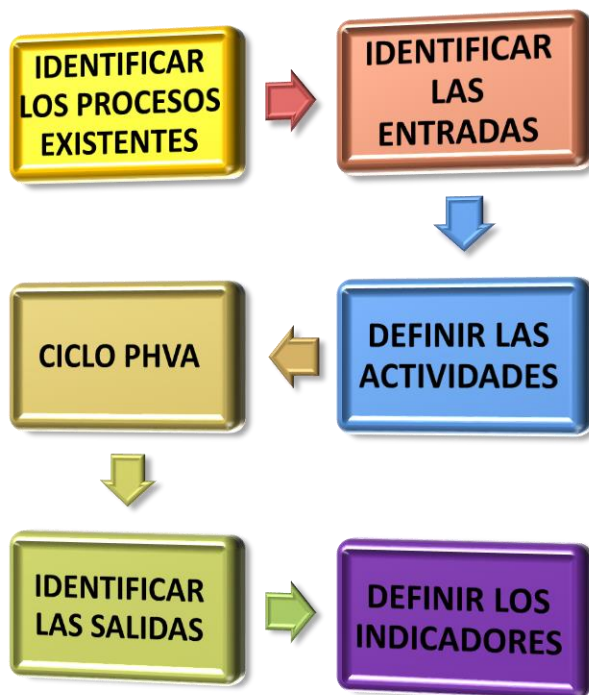 IDENTIFICAR
LOS PROCESOS
EXISTENTES
IDENTIFICAR
LAS
ENTRADAS
DEFINIR LAS
ACTIVIDADES
CICLO PHVA
IDENTIFICAR
LAS SALIDAS
DEFINIR LOS
INDICADORES